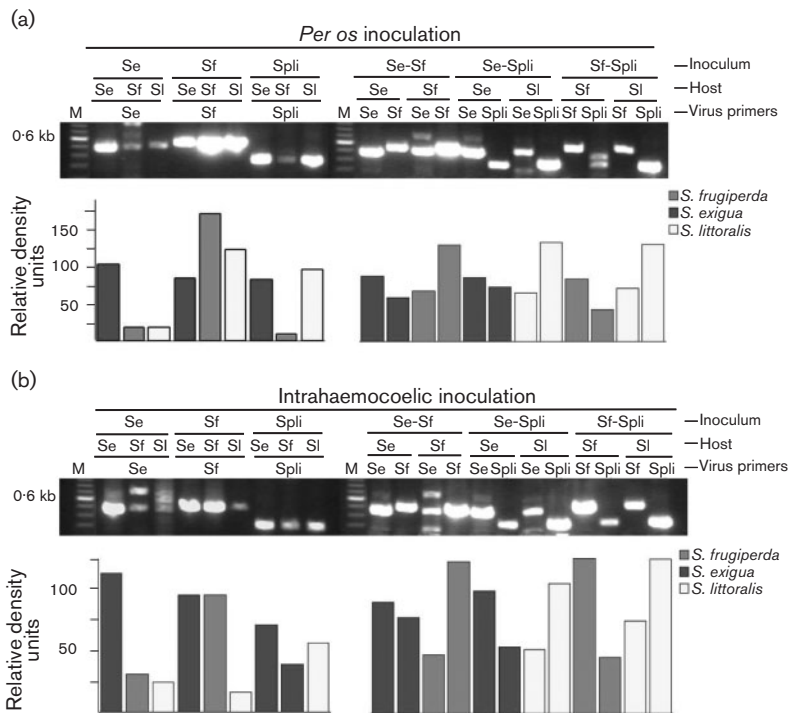 (a)
Per os inoculation
Se Sf Spli Se-Sf Se-Spli Sf-Spli —Inoculum
Se Sf Sl Se Sf Sl Se Sf Sl Se Sf Se Sl Sf Sl —Host
M Se Sf Spli M Se Sf Se Sf Se Spli Se Spli Sf Spli Sf Spli —Virus primers
0·6 kb
S. frugiperda
S. exigua
S. littoralis
Relative density units
150
100
50
(b)
Intrahaemocoelic inoculation
Se Sf Spli Se-Sf Se-Spli Sf-Spli —Inoculum
Se Sf Sl Se Sf Sl Se Sf Sl Se Sf Se Sl Sf Sl —Host
M Se Sf Spli M Se Sf Se Sf Se Spli Se Spli Sf Spli Sf Spli —Virus primers
0·6 kb
S. frugiperda
S. exigua
S. littoralis
Relative density units
100
50